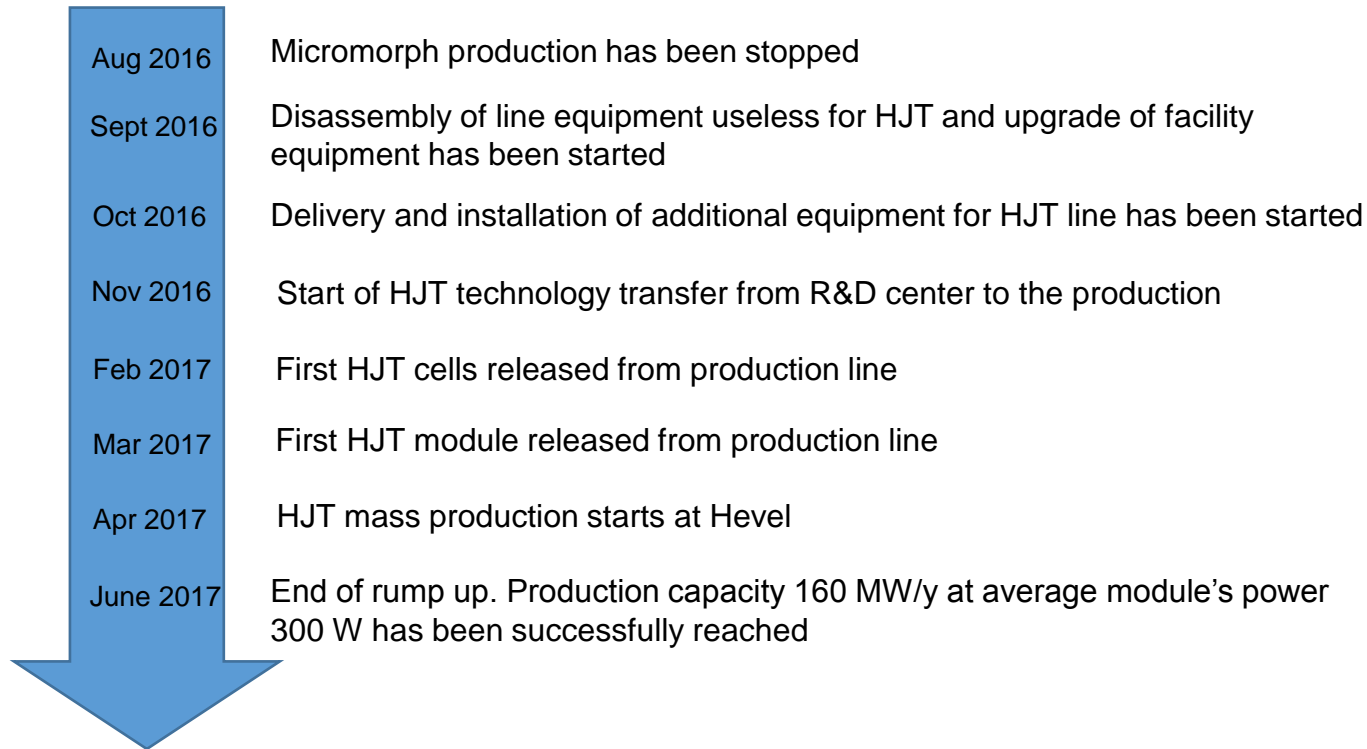 Aug 2016 Micromorph production has been stopped
Sept 2016 Disassembly of line equipment useless for HJT and upgrade of facility
equipment has been started
Oct 2016 Delivery and installation of additional equipment for HJT line has been started
Nov 2016 Start of HJT technology transfer from R&D center to the production
Feb 2017 First HJT cells released from production line
Mar 2017 First HJT module released from production line
Apr 2017 HJT mass production starts at Hevel
June 2017 End of rump up. Production capacity 160 MW/y at average module’s power
300 W has been successfully reached